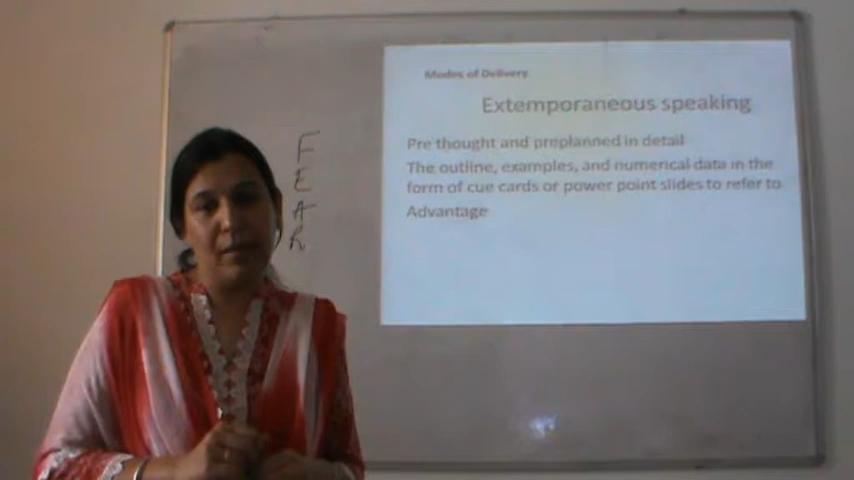 Modes of Delivery
Extemporaneous speaking
Pre thought and preplanned in detail
The outline, examples, and numerical data in the
form of cue cards or power point slides to refer to
Advantage
F
E
A
R